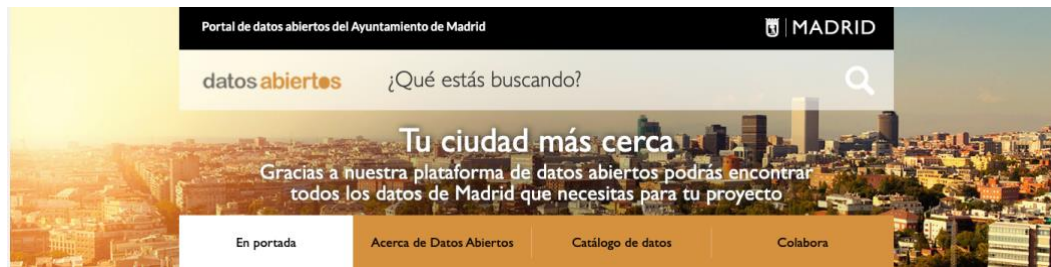 Portal de datos abiertos del Ayuntamiento de Madrid
MADRID
datos abiertos
¿Qué estás buscando?
Tu ciudad más cerca
Gracias a nuestra plataforma de datos abiertos podrás encontrar
todos los datos de Madrid que necesitas para tu proyecto
En portada
Acerca de Datos Abiertos
Catálogo de datos
Colabora